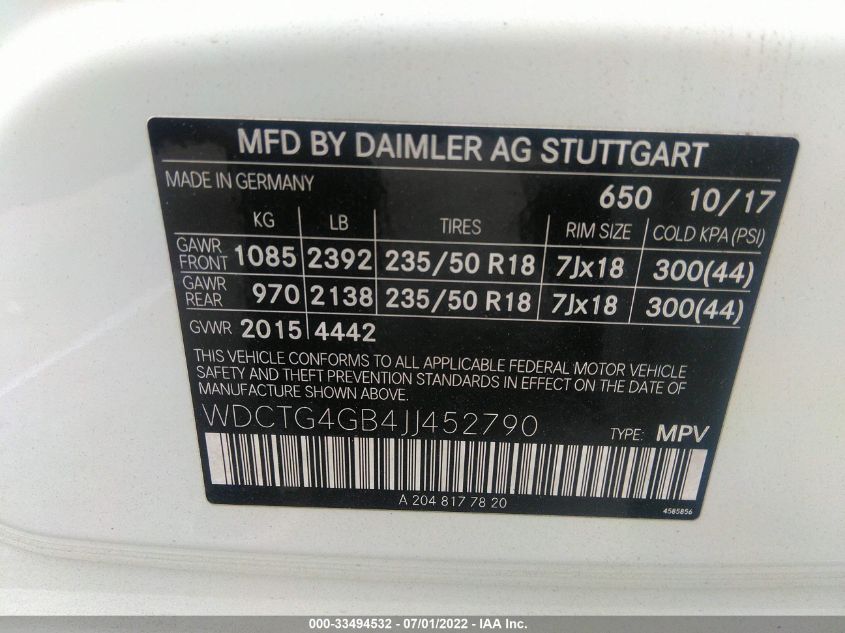 MFD BY DAIMLER AG STUTTGART
MADE IN GERMANY 650 10/17
KG LB TIRES RIM SIZE COLD KPA (PSI)
GAWR FRONT 1085 2392 235/50 R18 7Jx18 300(44)
GAWR REAR 970 2138 235/50 R18 7Jx18 300(44)
GVWR 2015 4442
THIS VEHICLE CONFORMS TO ALL APPLICABLE FEDERAL MOTOR VEHICLE
SAFETY AND THEFT PREVENTION STANDARDS IN EFFECT ON THE DATE OF
MANUFACTURE SHOWN.
WDCTG4GB4JJ452790 TYPE: MPV
A 204 817 78 20
4585856
000-33494532 - 07/01/2022 - IAA Inc.